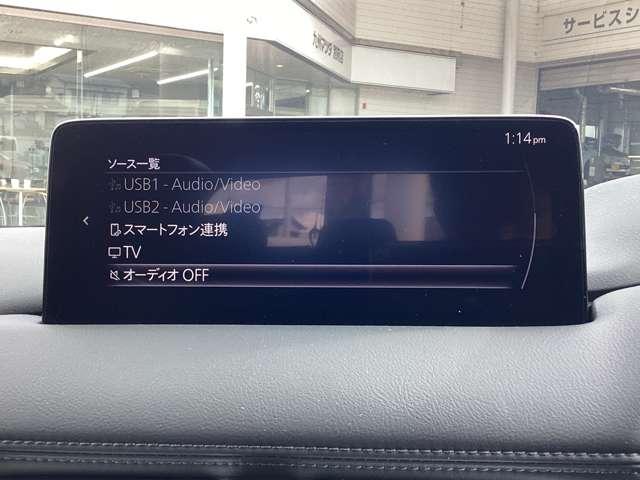 サービスシ
1:14pm
ソース一覧
USB1 - Audio/Video
USB2 - Audio/Video
スマートフォン連携
TV
オーディオ OFF